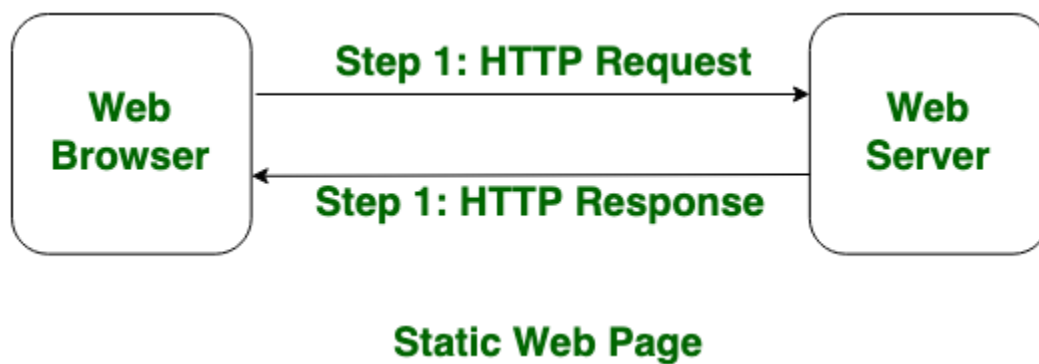 Step 1: HTTP Request
Web
Browser
Web
Server
Step 1: HTTP Response
Static Web Page